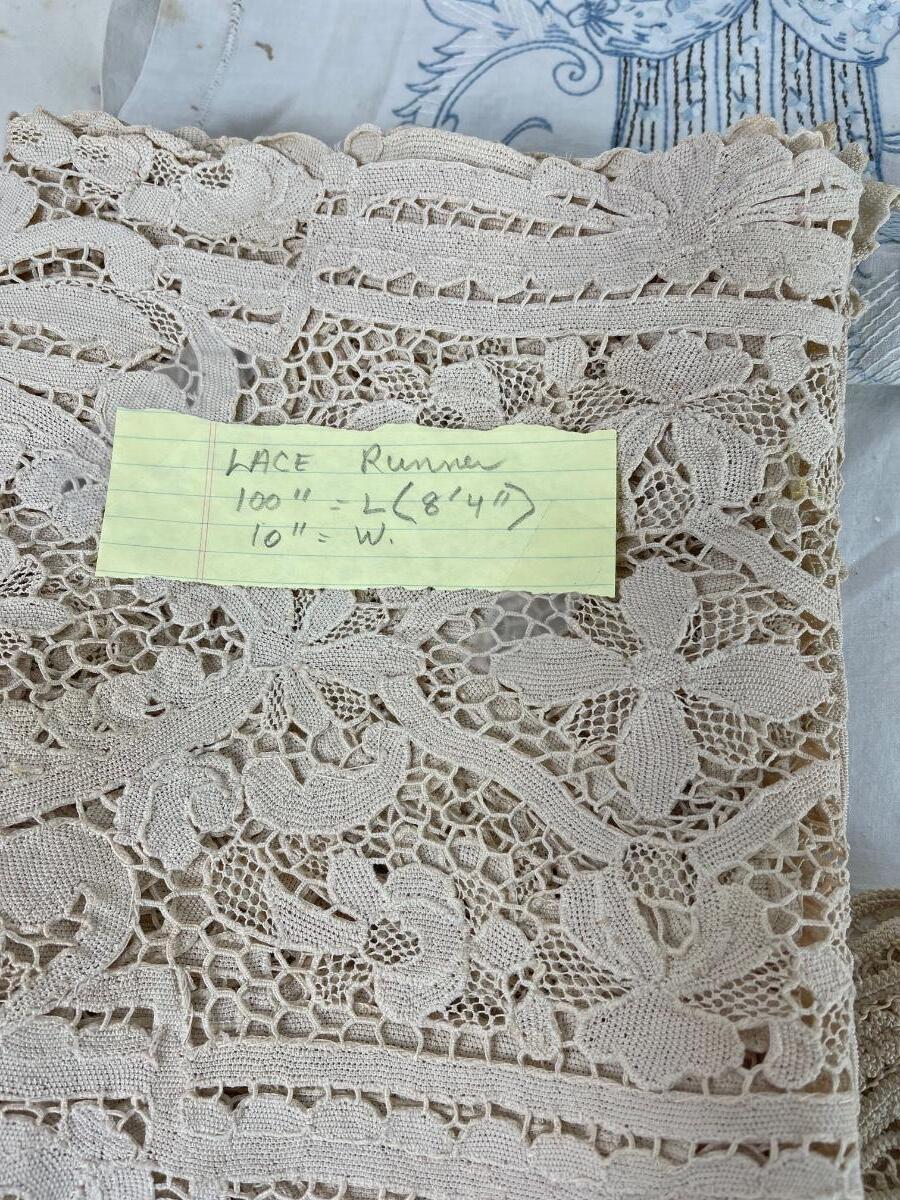 LACE Runner
100" = L (8'4")
10" = W.